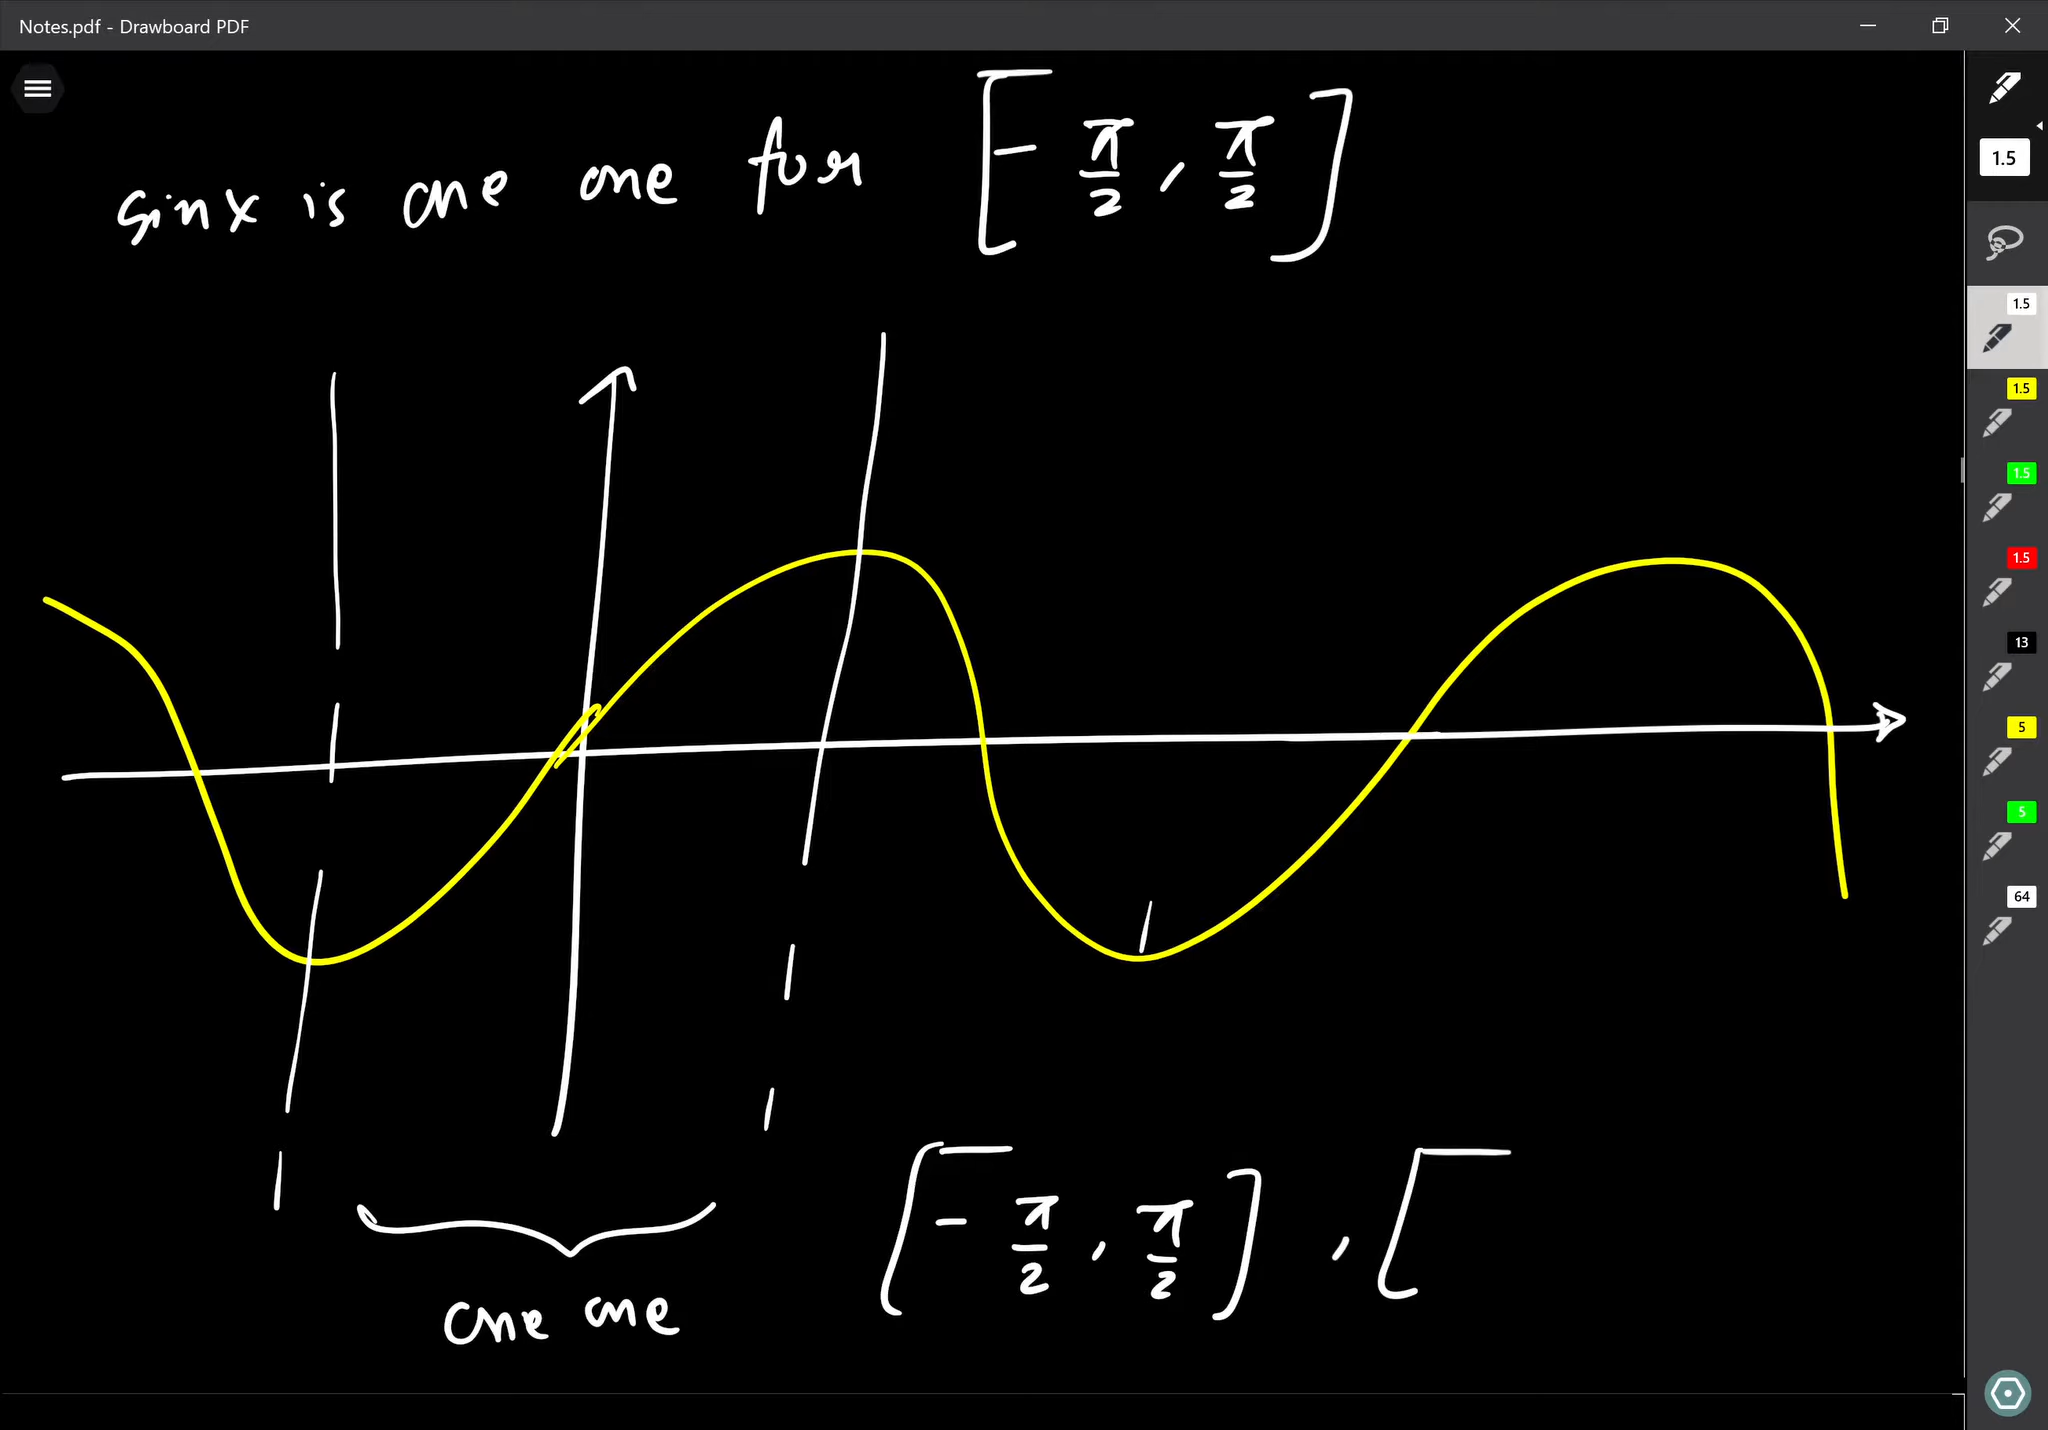 Notes.pdf - Drawboard PDF
sinx is one one for [- π/2, π/2]
1.5
1.5
1.5
1.5
1.5
13
5
5
64
[- π/2, π/2], [
one one